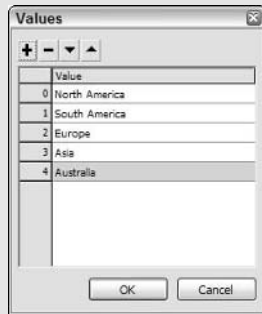 Values
Value
0 North America
1 South America
2 Europe
3 Asia
4 Australia
OK Cancel